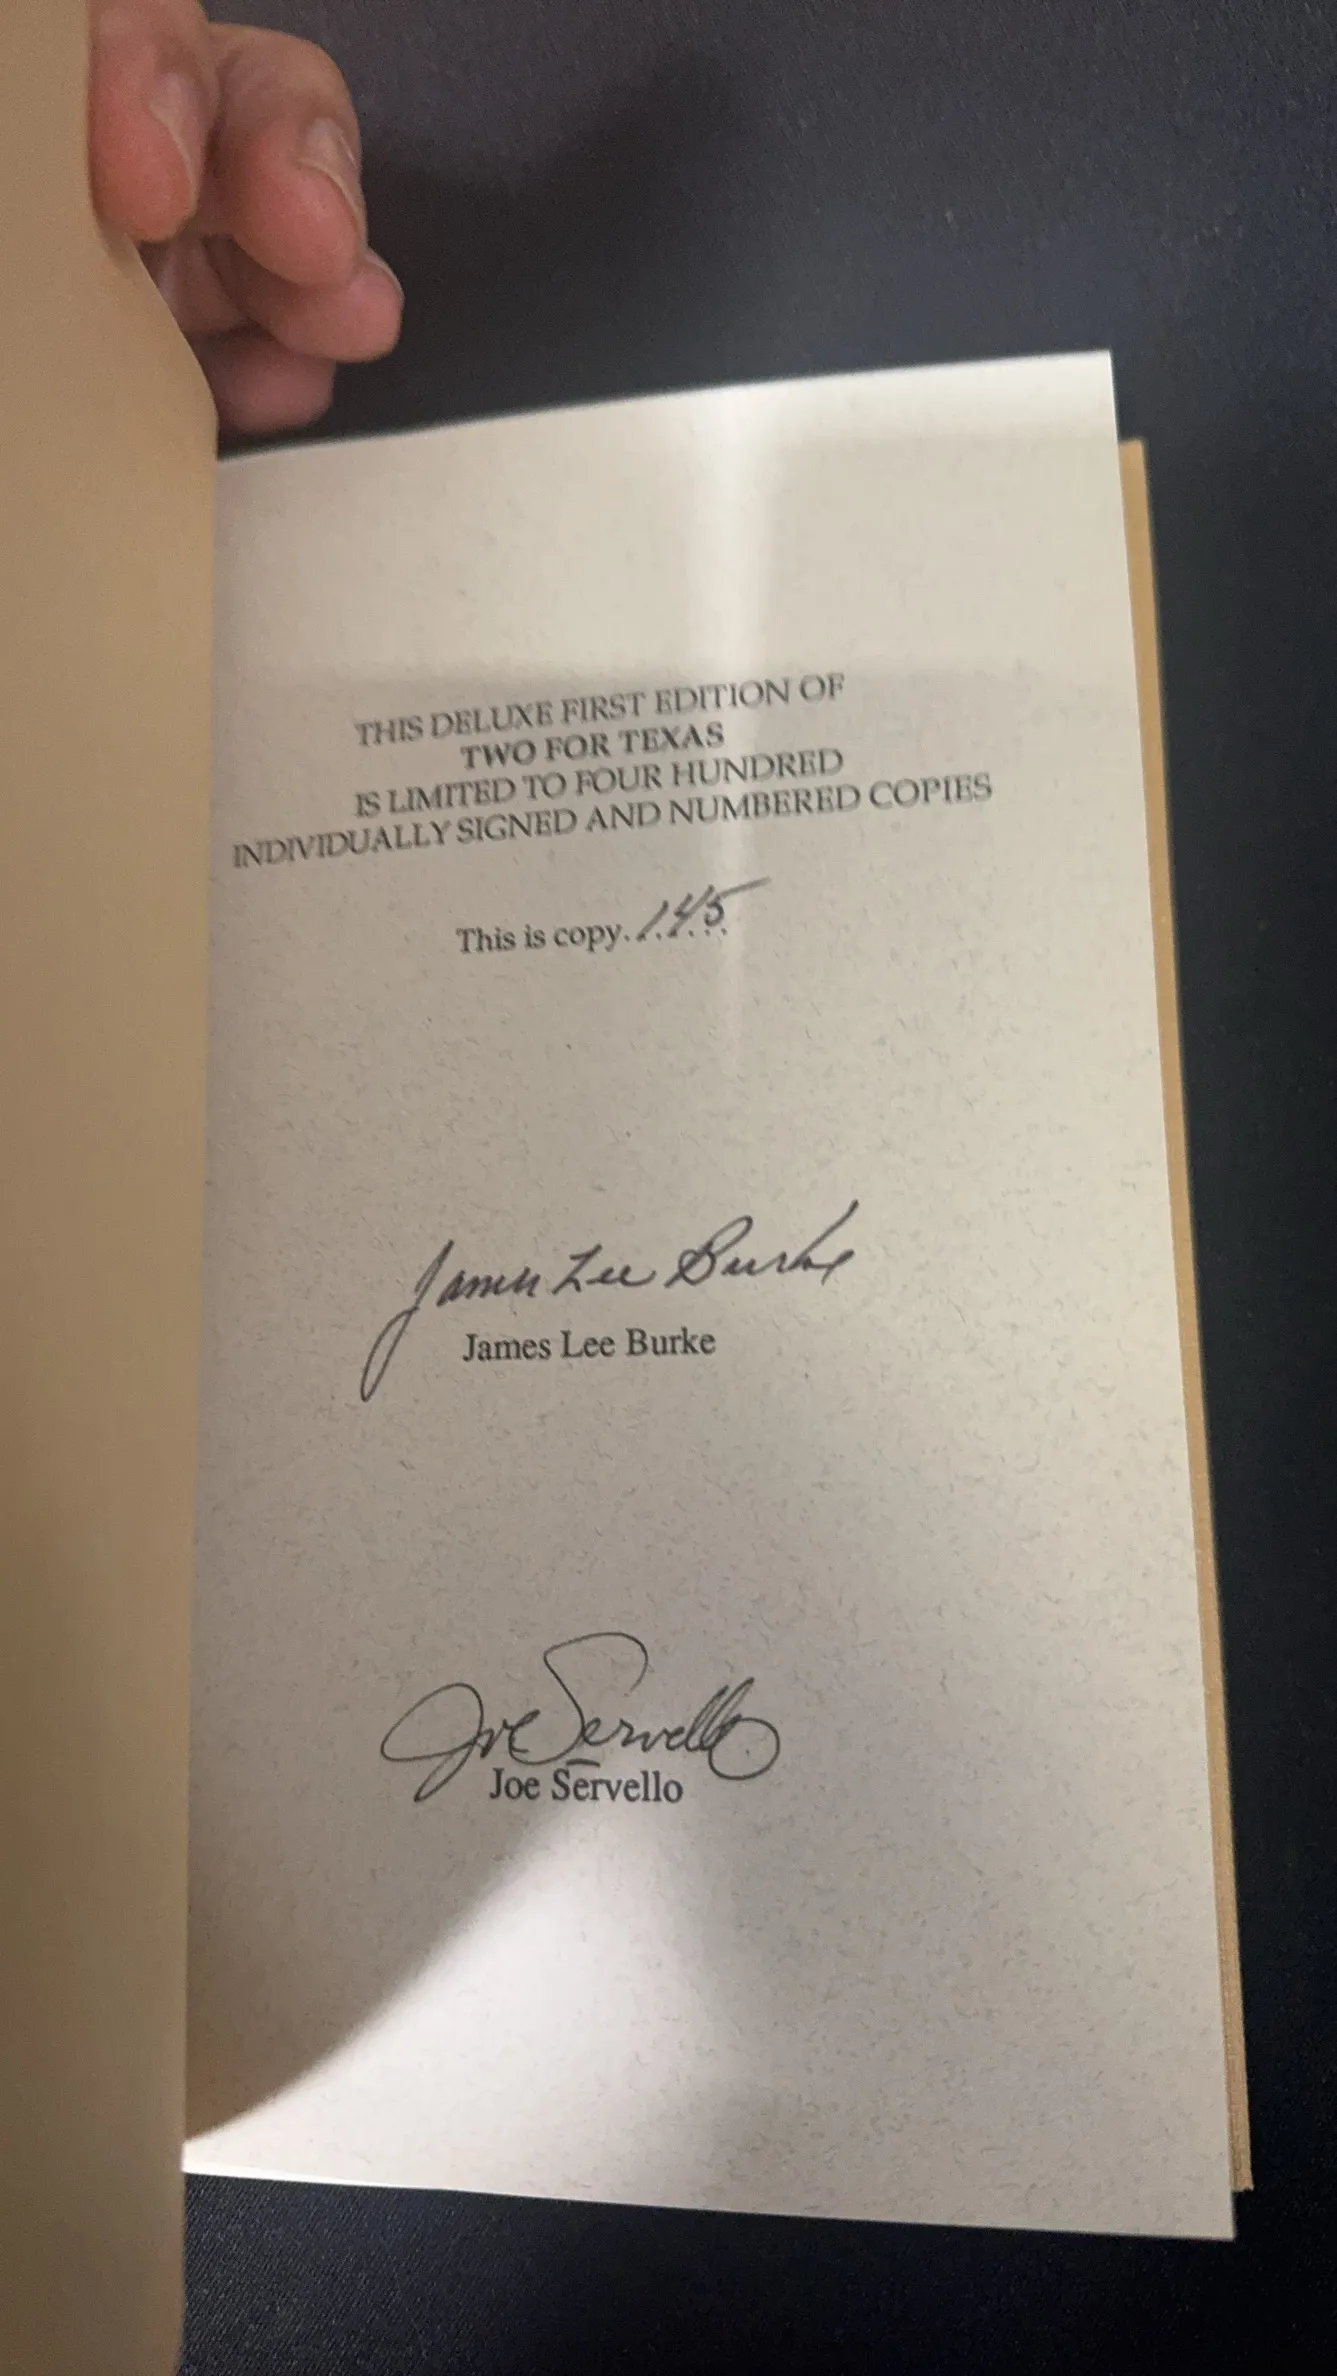 THIS DELUXE FIRST EDITION OF
TWO FOR TEXAS
IS LIMITED TO FOUR HUNDRED
INDIVIDUALLY SIGNED AND NUMBERED COPIES
This is copy.145
James Lee Burke
James Lee Burke
Joe Servello
Joe Servello